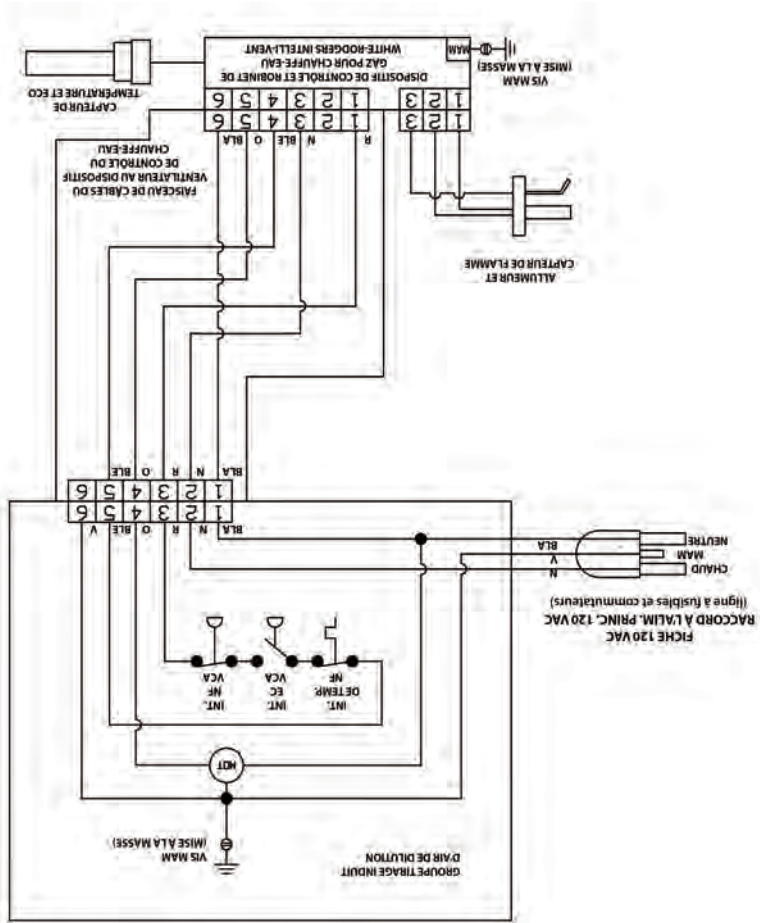 GROUPE TIRAGE INDUIT
D'AIR DE DILUTION
VIS MAM
(MISE À LA MASSE)
MOT
INT.
DE TEMP.
NF
INT.
EC
VCA
INT.
NF
VCA
FICHE 120 VAC
RACCORD À L'ALIM. PRINC. 120 VAC
(ligne à fusibles et commutateurs)
CHAUD
MAM
NEUTRE
N
V
BLA
BLA N R O BLE V
1 2 3 4 5 6
1 2 3 4 5 6
BLA N R O BLE
ALLUMEUR ET
CAPTEUR DE FLAMME
FAISCEAU DE CÂBLES DU
VENTILATEUR AU DISPOSITIF
DE CONTRÔLE DU
CHAUFFE-EAU
R N BLE O BLA
1 2 3
1 2 3
1 2 3 4 5 6
1 2 3 4 5 6
CAPTEUR DE
TEMPÉRATURE ET ECO
VIS MAM
(MISE À LA MASSE)
MAM
DISPOSITIF DE CONTRÔLE ET ROBINET DE
GAZ POUR CHAUFFE-EAU
WHITE-RODGERS INTELLI-VENT